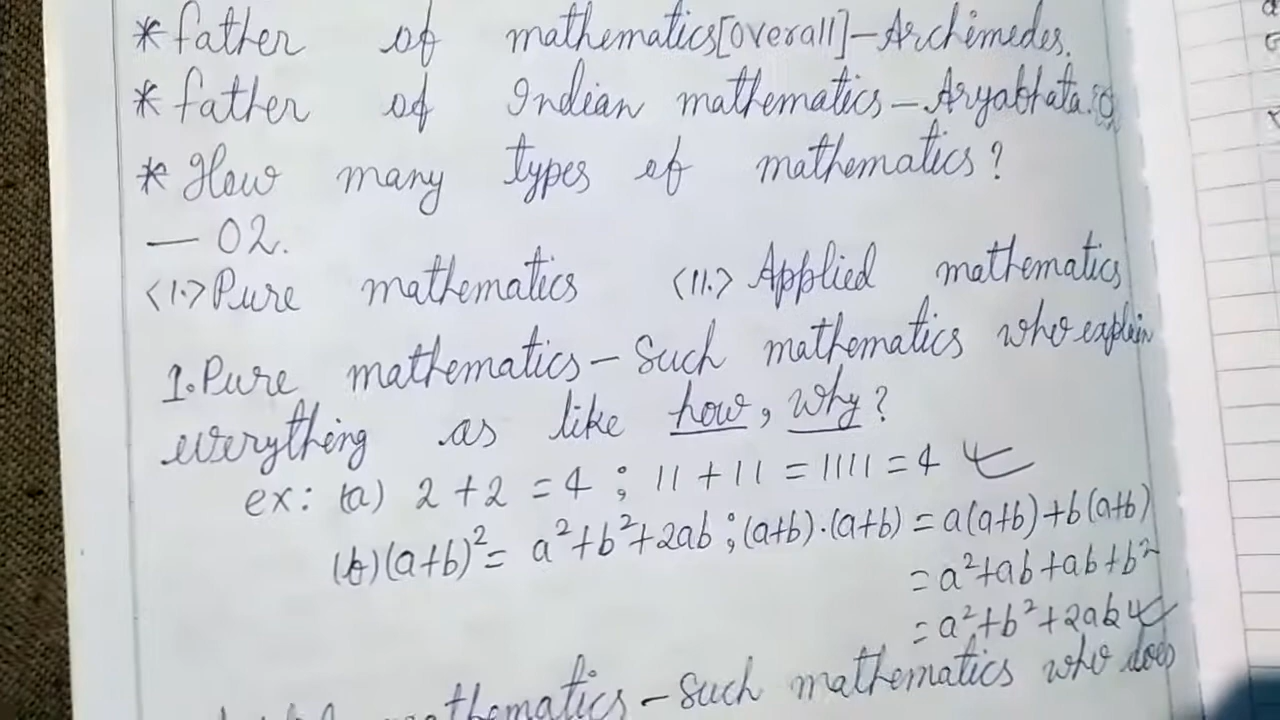 * father of mathematics[overall]-Archimedes.
* father of Indian mathematics-Aryabhata.
* How many types of mathematics?
— 02.
<1.> Pure mathematics <11.> Applied mathematics
1. Pure mathematics - Such mathematics who explain
everything as like how, why?
ex: (a) 2 + 2 = 4 ; 11 + 11 = 1111 = 4
(b) (a+b)² = a²+b²+2ab ; (a+b).(a+b) = a(a+b)+b(a+b)
= a²+ab+ab+b²
= a²+b²+2ab
mathematics - Such mathematics who does